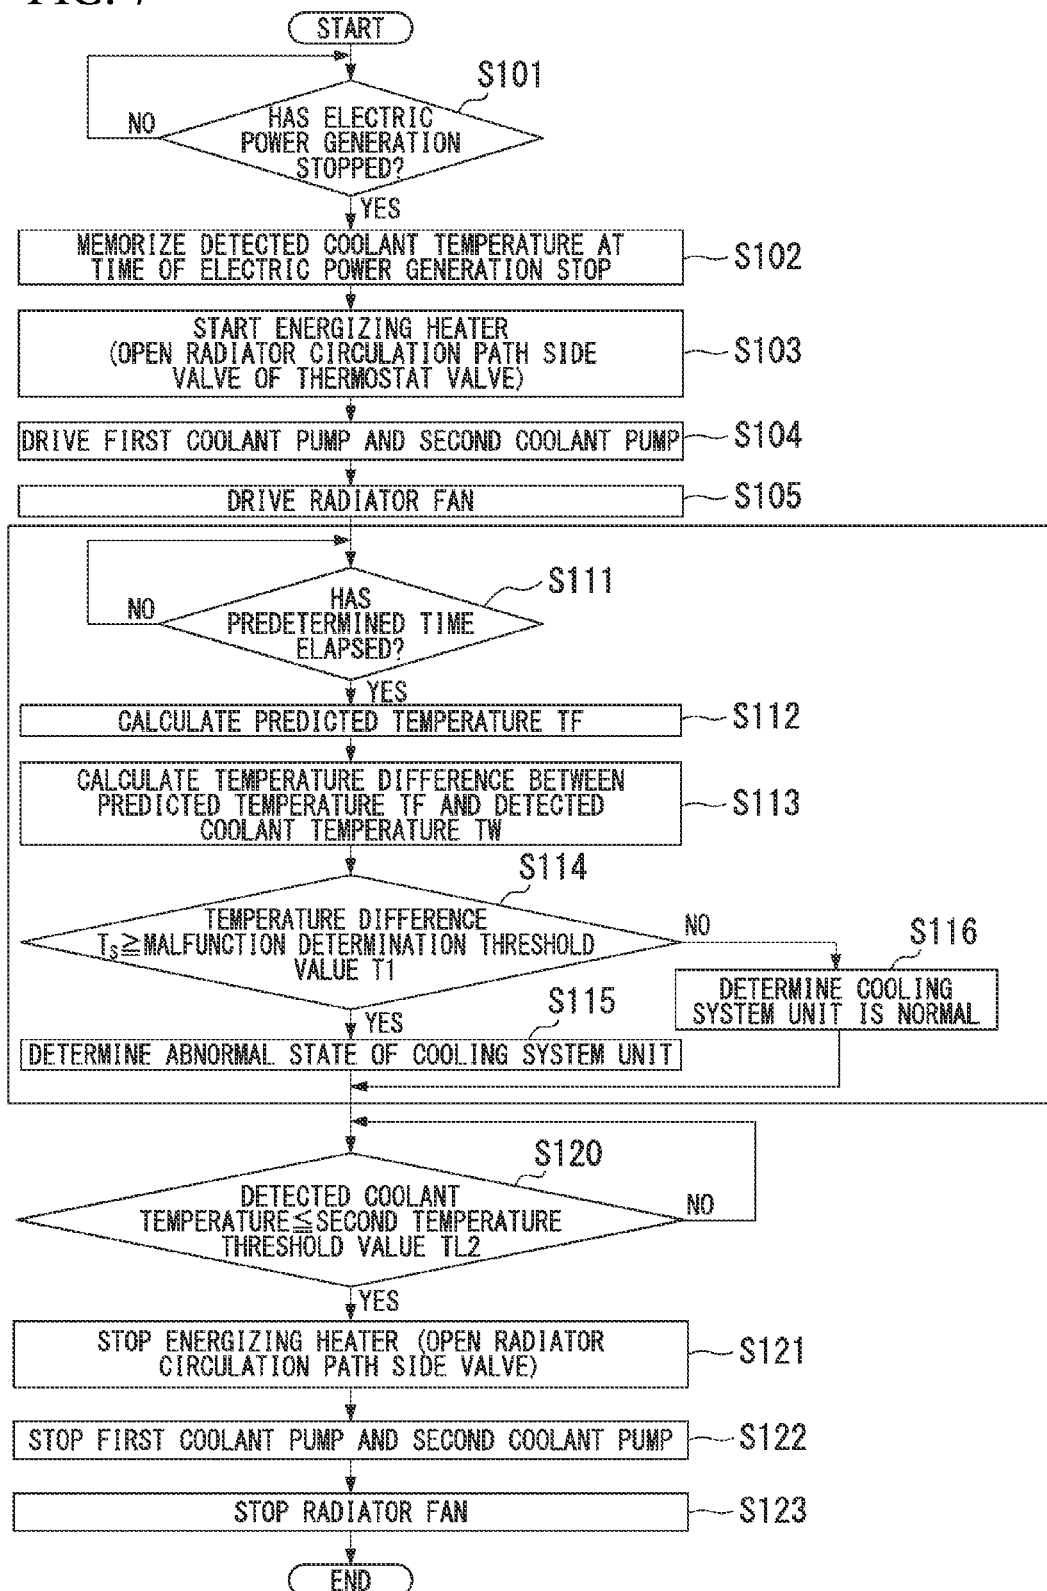 START
S101
HAS ELECTRIC
POWER GENERATION
STOPPED?
NO
YES
MEMORIZE DETECTED COOLANT TEMPERATURE AT
TIME OF ELECTRIC POWER GENERATION STOP
S102
START ENERGIZING HEATER
(OPEN RADIATOR CIRCULATION PATH SIDE
VALVE OF THERMOSTAT VALVE)
S103
DRIVE FIRST COOLANT PUMP AND SECOND COOLANT PUMP
S104
DRIVE RADIATOR FAN
S105
S111
HAS
PREDETERMINED TIME
ELAPSED?
NO
YES
CALCULATE PREDICTED TEMPERATURE TF
S112
CALCULATE TEMPERATURE DIFFERENCE BETWEEN
PREDICTED TEMPERATURE TF AND DETECTED
COOLANT TEMPERATURE TW
S113
S114
TEMPERATURE DIFFERENCE
TS≧MALFUNCTION DETERMINATION THRESHOLD
VALUE T1
NO
YES
S116
DETERMINE COOLING
SYSTEM UNIT IS NORMAL
S115
DETERMINE ABNORMAL STATE OF COOLING SYSTEM UNIT
S120
DETECTED COOLANT
TEMPERATURE≦SECOND TEMPERATURE
THRESHOLD VALUE TL2
NO
YES
STOP ENERGIZING HEATER (OPEN RADIATOR
CIRCULATION PATH SIDE VALVE)
S121
STOP FIRST COOLANT PUMP AND SECOND COOLANT PUMP
S122
STOP RADIATOR FAN
S123
END